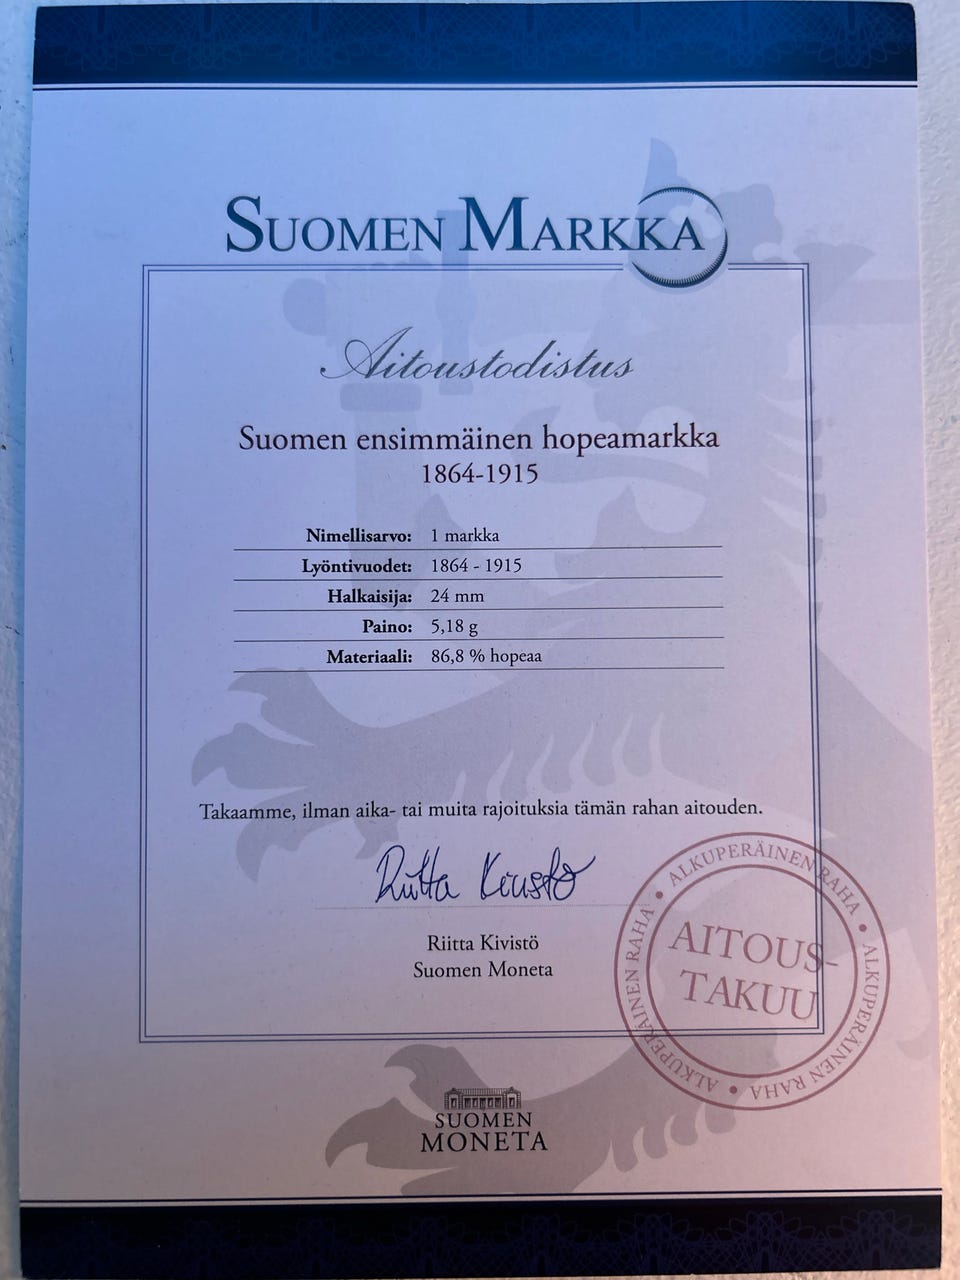 SUOMEN MARKKA
Aitoustodistus
Suomen ensimmäinen hopeamarkka
1864-1915
Nimellisarvo: 1 markka
Lyöntivuodet: 1864 - 1915
Halkaisija: 24 mm
Paino: 5,18 g
Materiaali: 86,8 % hopeaa
Takaamme, ilman aika- tai muita rajoituksia tämän rahan aitouden.
Riitta Kivistö
Riitta Kivistö
Suomen Moneta
ALKUPERÄINEN RAHA • ALKUPERÄINEN RAHA • ALKUPERÄINEN RAHA •
AITOUS-
TAKUU
SUOMEN
MONETA